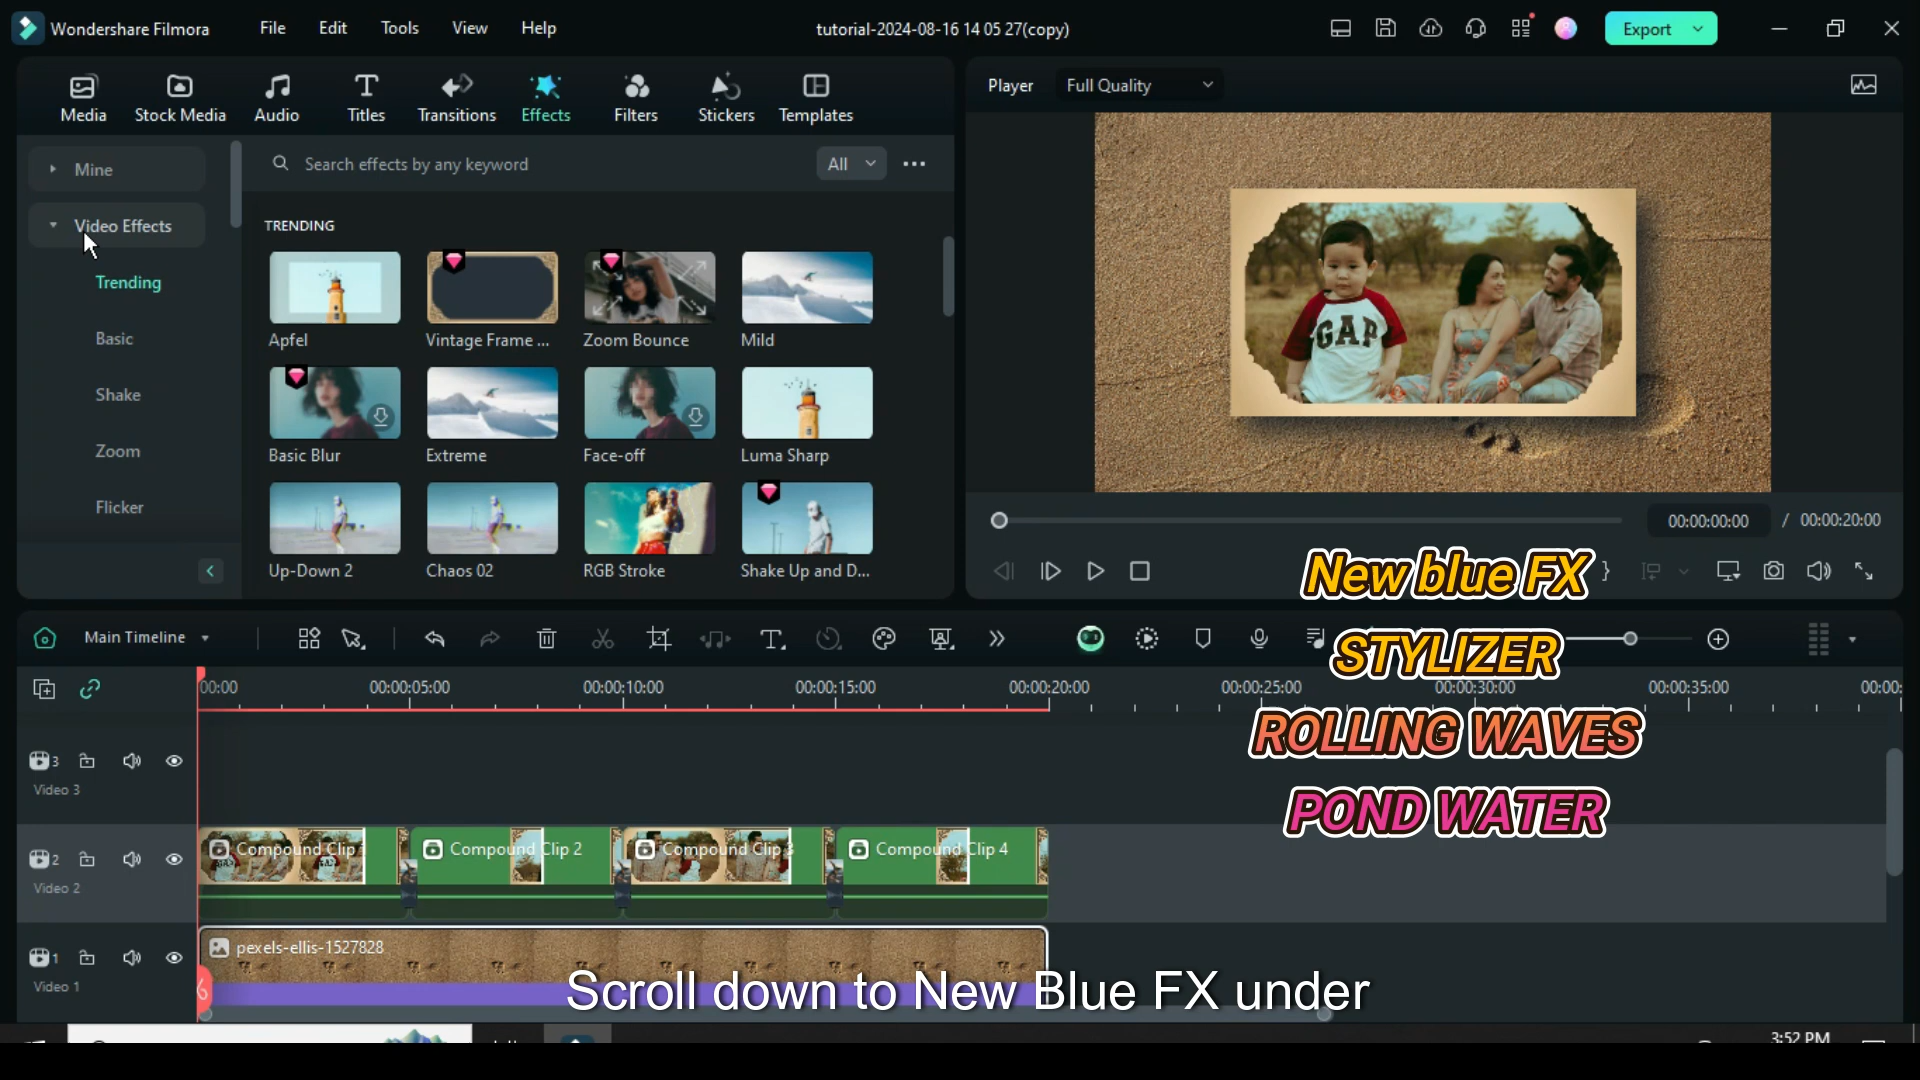 Wondershare Filmora File Edit Tools View Help tutorial-2024-08-16 14 05 27(copy) Export
Media Stock Media Audio Titles Transitions Effects Filters Stickers Templates
Player Full Quality
Mine
Search effects by any keyword All
Video Effects
TRENDING
Trending
Basic
Shake
Zoom
Flicker
Apfel Vintage Frame ... Zoom Bounce Mild
Basic Blur Extreme Face-off Luma Sharp
Up-Down 2 Chaos 02 RGB Stroke Shake Up and D...
GAP
00:00:00:00 / 00:00:20:00
New blue FX
STYLIZER
ROLLING WAVES
POND WATER
Main Timeline
00:00 00:00:05:00 00:00:10:00 00:00:15:00 00:00:20:00 00:00:25:00 00:00:30:00 00:00:35:00 00:00:
3
Video 3
2
Video 2
Compound Clip 1 Compound Clip 2 Compound Clip 3 Compound Clip 4
1
Video 1
pexels-ellis-1527828
Scroll down to New Blue FX under
3:52 PM